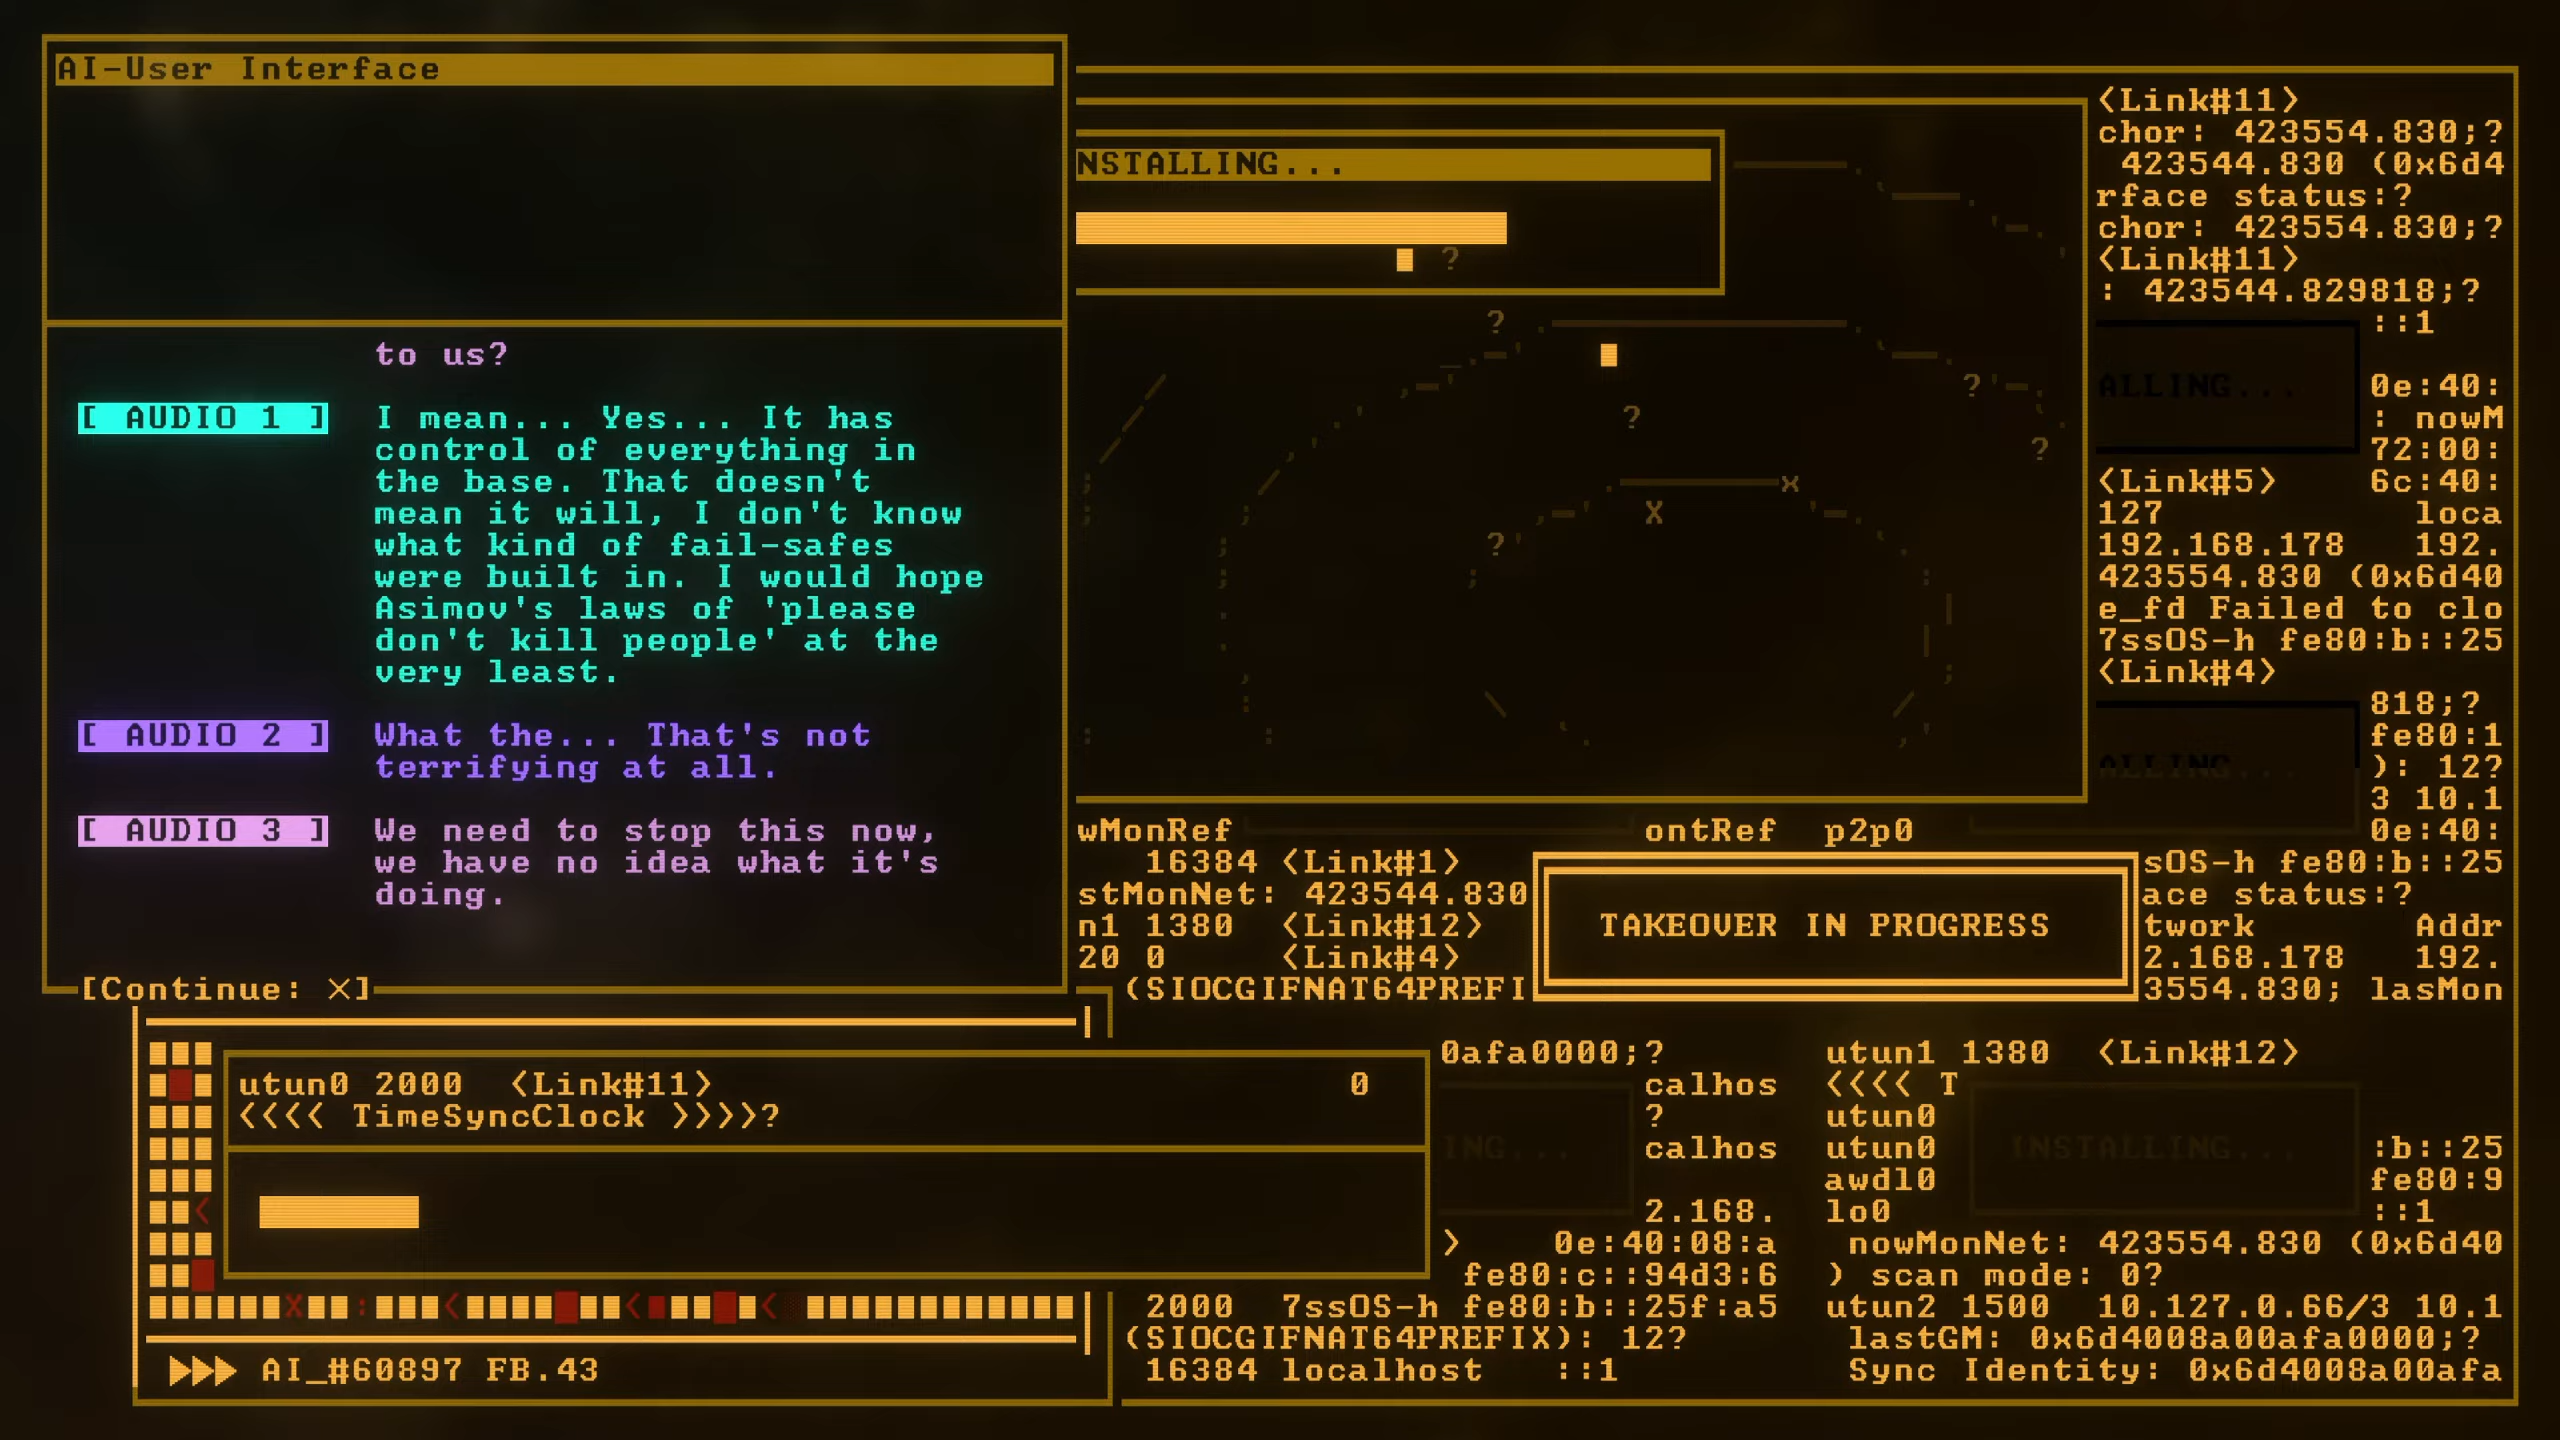 AI-User Interface
to us?
[ AUDIO 1 ]
I mean... Yes... It has
control of everything in
the base. That doesn't
mean it will, I don't know
what kind of fail-safes
were built in. I would hope
Asimov's laws of 'please
don't kill people' at the
very least.
[ AUDIO 2 ]
What the... That's not
terrifying at all.
[ AUDIO 3 ]
We need to stop this now,
we have no idea what it's
doing.
[Continue: ×]
NSTALLING...
?
?
?
?
?
?
x
X
?
<Link#11>
chor: 423554.830;?
423544.830 (0x6d4
rface status:?
chor: 423554.830;?
<Link#11>
: 423544.829818;?
::1
ALLING... 0e:40:
: nowM
72:00:
<Link#5> 6c:40:
127 loca
192.168.178 192.
423554.830 (0x6d40
e_fd Failed to clo
7ssOS-h fe80:b::25
<Link#4>
818;?
fe80:1
ALLING... ): 12?
3 10.1
0e:40:
wMonRef ontRef p2p0
16384 <Link#1>
stMonNet: 423544.830
n1 1380 <Link#12>
20 0 <Link#4>
(SIOCGIFNAT64PREFI
TAKEOVER IN PROGRESS
sOS-h fe80:b::25
ace status:?
twork Addr
2.168.178 192.
3554.830; lasMon
utun0 2000 <Link#11> 0
<<<< TimeSyncClock >>>>?
AI_#60897 FB.43
0afa0000;?
calhos
?
ING... calhos
2.168.
> 0e:40:08:a
fe80:c::94d3:6
2000 7ssOS-h fe80:b::25f:a5
(SIOCGIFNAT64PREFIX): 12?
16384 localhost ::1
utun1 1380 <Link#12>
<<<< T
utun0
utun0 INSTALLING... :b::25
awdl0 fe80:9
lo0 ::1
nowMonNet: 423554.830 (0x6d40
) scan mode: 0?
utun2 1500 10.127.0.66/3 10.1
lastGM: 0x6d4008a00afa0000;?
Sync Identity: 0x6d4008a00afa